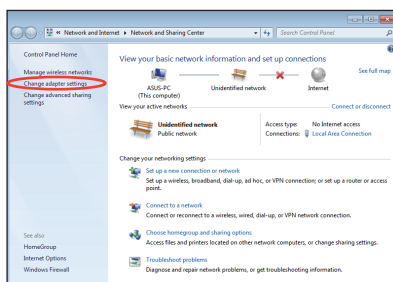 Network and Internet ▸ Network and Sharing Center
Search Control Panel
Control Panel Home
Manage wireless networks
Change adapter settings
Change advanced sharing
settings
See also
HomeGroup
Internet Options
Windows Firewall
View your basic network information and set up connections
See full map
ASUS-PC
(This computer)
Unidentified network
Internet
View your active networks
Connect or disconnect
Unidentified network
Public network
Access type: No Internet access
Connections: Local Area Connection
Change your networking settings
Set up a new connection or network
Set up a wireless, broadband, dial-up, ad hoc, or VPN connection; or set up a router or access
point.
Connect to a network
Connect or reconnect to a wireless, wired, dial-up, or VPN network connection.
Choose homegroup and sharing options
Access files and printers located on other network computers, or change sharing settings.
Troubleshoot problems
Diagnose and repair network problems, or get troubleshooting information.